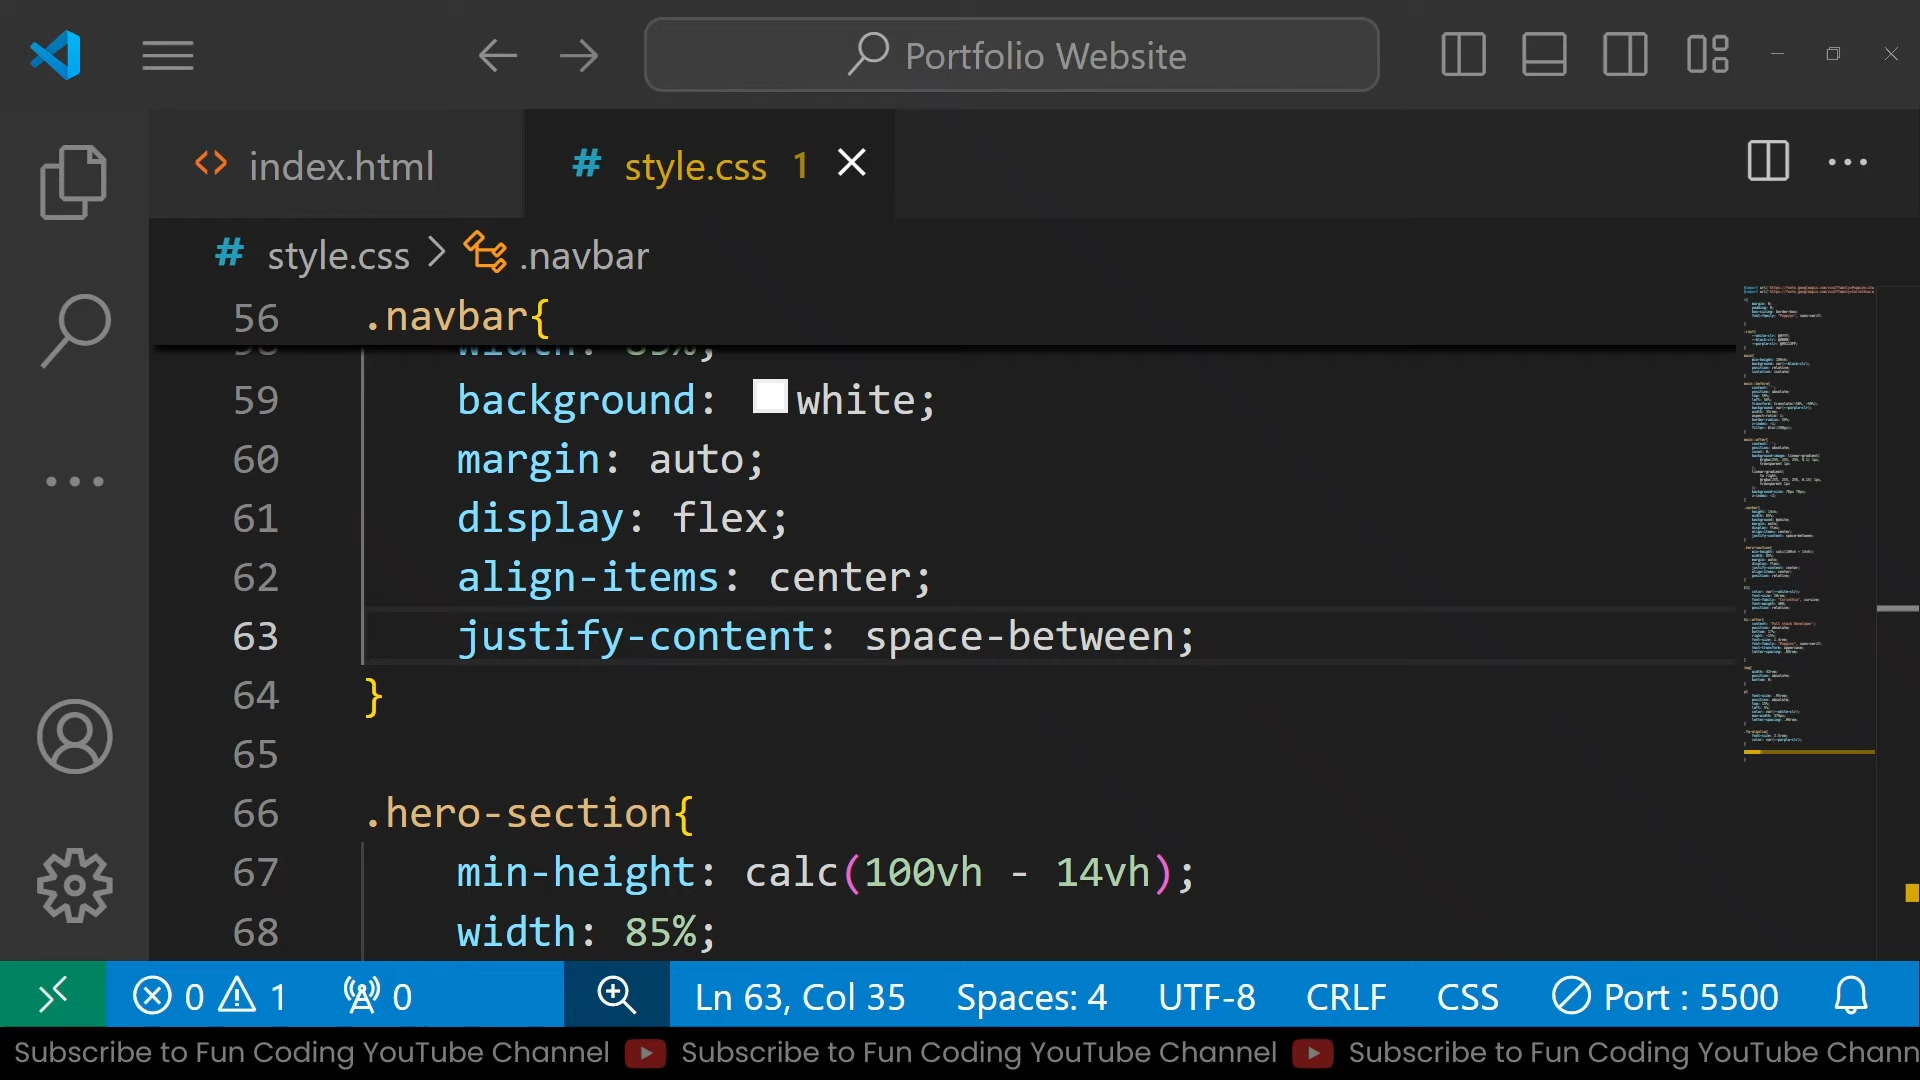 Portfolio Website
<> index.html
# style.css 1
# style.css > .navbar
56 .navbar{
58 width: 85%;
59 background: white;
60 margin: auto;
61 display: flex;
62 align-items: center;
63 justify-content: space-between;
64 }
65
66 .hero-section{
67 min-height: calc(100vh - 14vh);
68 width: 85%;
0 1 0 Ln 63, Col 35 Spaces: 4 UTF-8 CRLF CSS Port : 5500
Subscribe to Fun Coding YouTube Channel Subscribe to Fun Coding YouTube Channel Subscribe to Fun Coding YouTube Chann